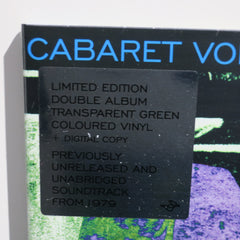 CABARET VO
LIMITED EDITION
DOUBLE ALBUM
TRANSPARENT GREEN
COLOURED VINYL
+ DIGITAL COPY
PREVIOUSLY
UNRELEASED AND
UNABRIDGED
SOUNDTRACK
FROM 1979